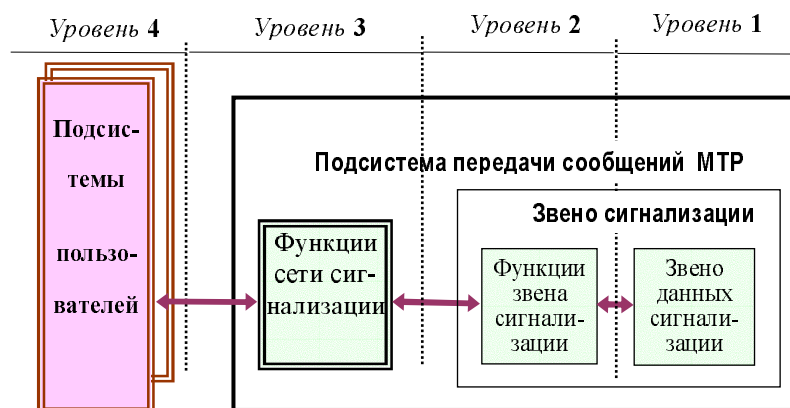 Уровень 4
Уровень 3
Уровень 2
Уровень 1
Подсис-
темы
пользо-
вателей
Подсистема передачи сообщений МТР
Звено сигнализации
Функции
сети сиг-
нализации
Функции
звена
сигнали-
зации
Звено
данных
сигнали-
зации